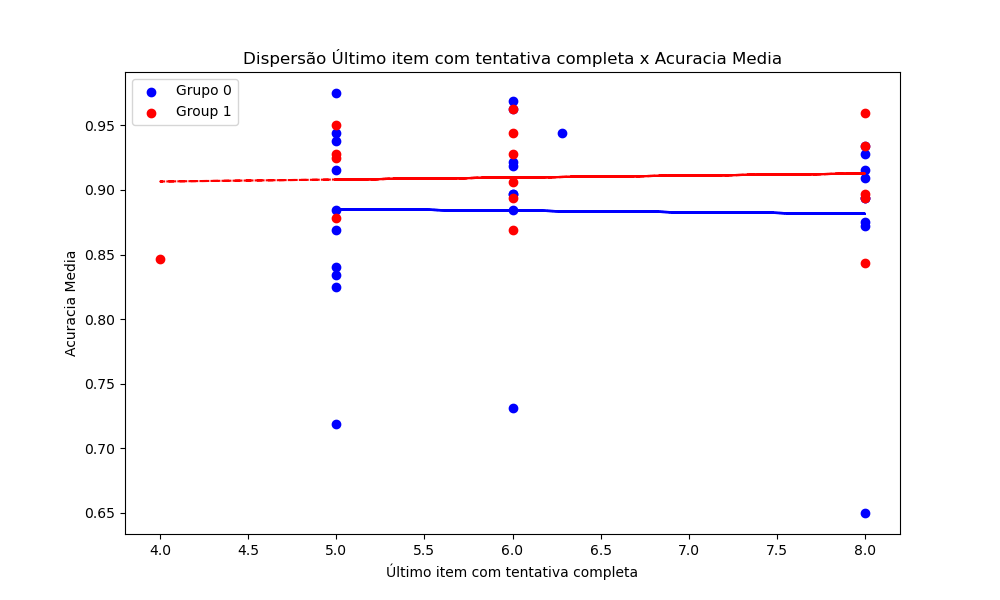 Dispersão Último item com tentativa completa x Acuracia Media
Grupo 0
Group 1
Acuracia Media
0.95
0.90
0.85
0.80
0.75
0.70
0.65
4.0 4.5 5.0 5.5 6.0 6.5 7.0 7.5 8.0
Último item com tentativa completa